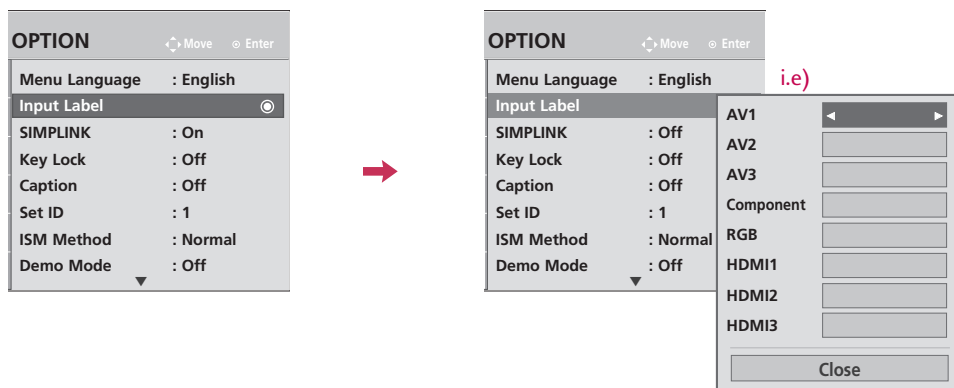 OPTION Move Enter
Menu Language : English
Input Label
SIMPLINK : On
Key Lock : Off
Caption : Off
Set ID : 1
ISM Method : Normal
Demo Mode : Off
OPTION Move Enter
Menu Language : English
Input Label
SIMPLINK : Off
Key Lock : Off
Caption : Off
Set ID : 1
ISM Method : Normal
Demo Mode : Off
i.e)
AV1
AV2
AV3
Component
RGB
HDMI1
HDMI2
HDMI3
Close